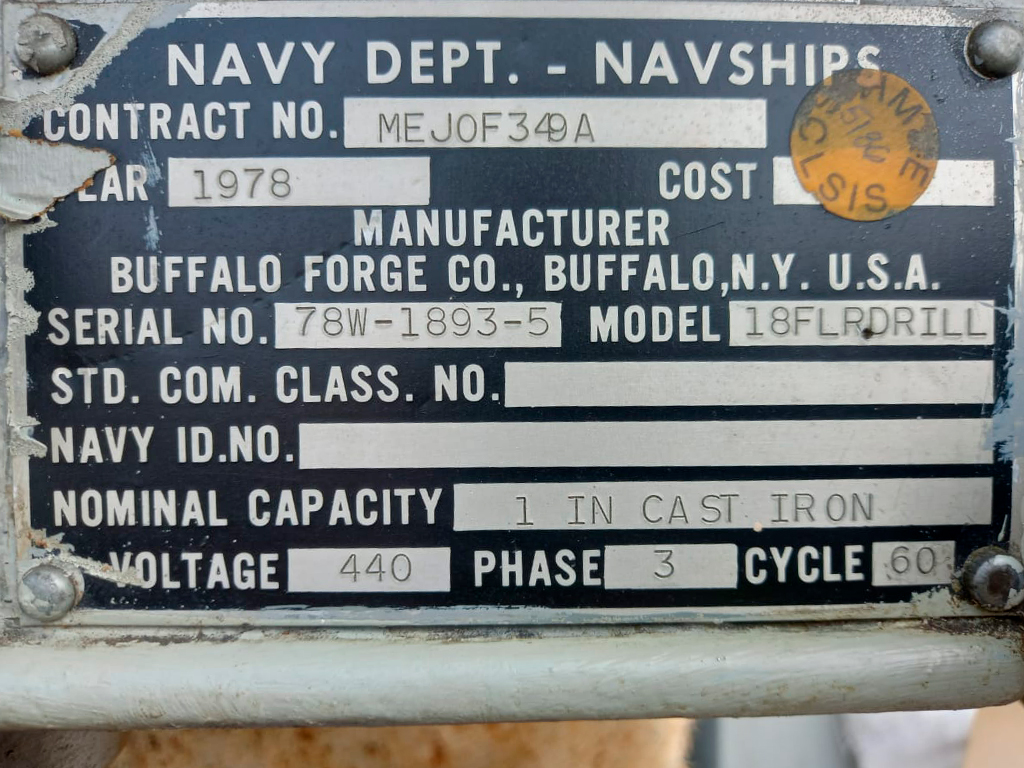 NAVY DEPT. - NAVSHIPS
CONTRACT NO. MEJOF349A
EAR 1978 COST
MANUFACTURER
BUFFALO FORGE CO., BUFFALO, N.Y. U.S.A.
SERIAL NO. 78W-1893-5 MODEL 18FLRDRILL
STD. COM. CLASS. NO.
NAVY ID.NO.
NOMINAL CAPACITY 1 IN CAST IRON
VOLTAGE 440 PHASE 3 CYCLE 60